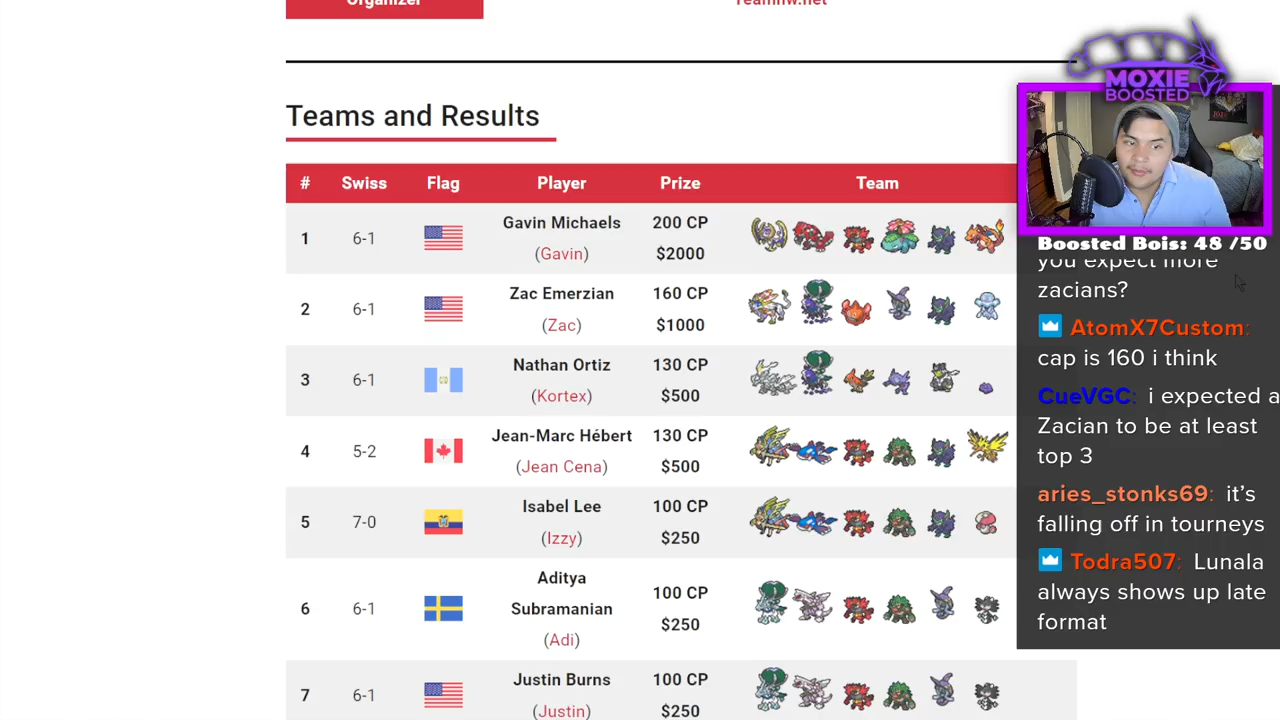 Organizer
Teamnw.net
Teams and Results
# Swiss Flag Player Prize Team
1 6-1 Gavin Michaels (Gavin) 200 CP $2000
2 6-1 Zac Emerzian (Zac) 160 CP $1000
3 6-1 Nathan Ortiz (Kortex) 130 CP $500
4 5-2 Jean-Marc Hébert (Jean Cena) 130 CP $500
5 7-0 Isabel Lee (Izzy) 100 CP $250
6 6-1 Aditya Subramanian (Adi) 100 CP $250
7 6-1 Justin Burns (Justin) 100 CP $250
MOXIE
BOOSTED
Boosted Bois: 48 /50
you expect more
zacians?
AtomX7Custom:
cap is 160 i think
CueVGC: i expected a
Zacian to be at least
top 3
aries_stonks69: it's
falling off in tourneys
Todra507: Lunala
always shows up late
format